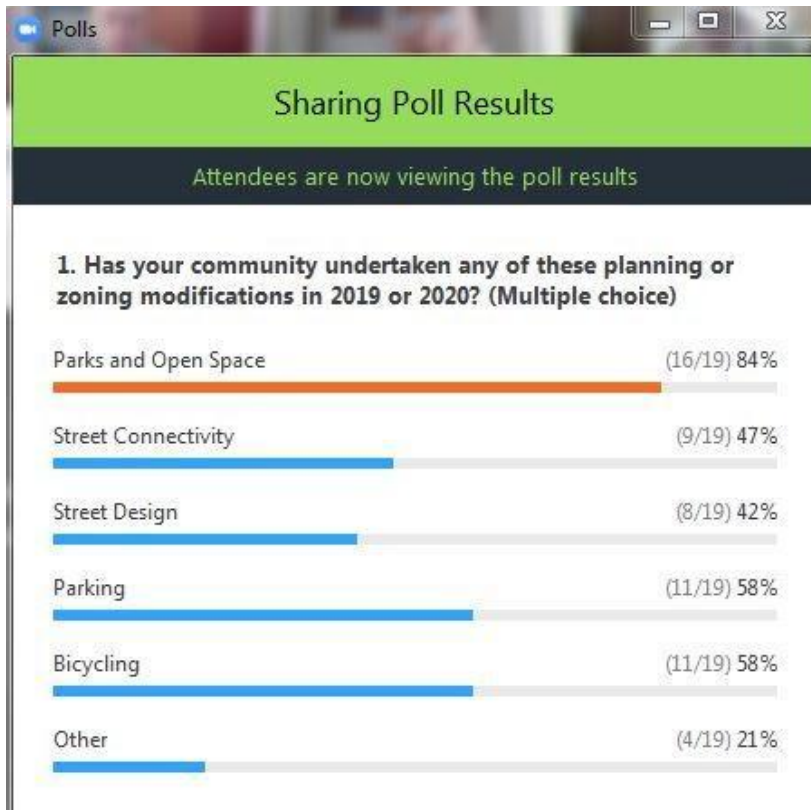 Polls
Sharing Poll Results
Attendees are now viewing the poll results
1. Has your community undertaken any of these planning or
zoning modifications in 2019 or 2020? (Multiple choice)
Parks and Open Space (16/19) 84%
Street Connectivity (9/19) 47%
Street Design (8/19) 42%
Parking (11/19) 58%
Bicycling (11/19) 58%
Other (4/19) 21%